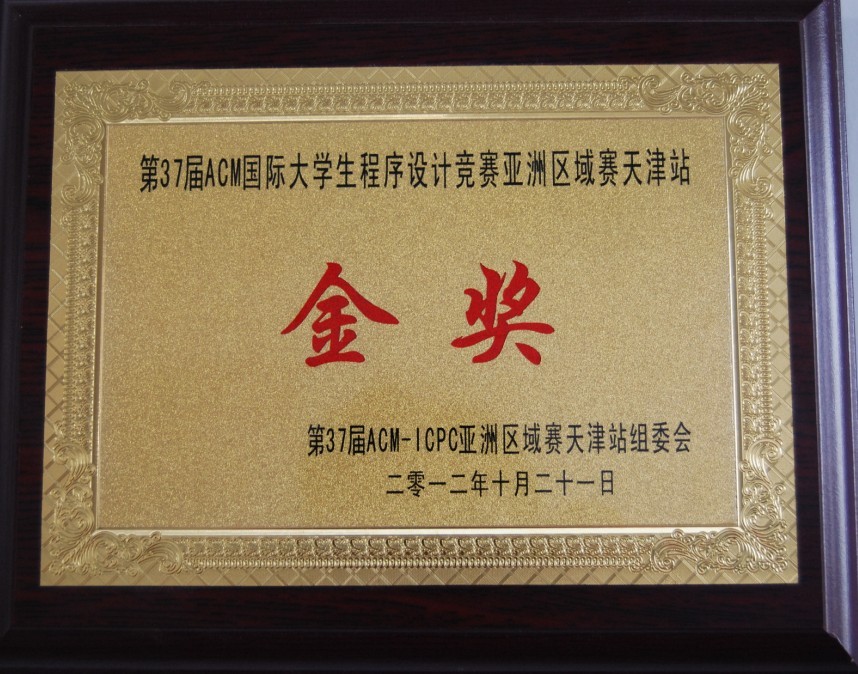 第37届ACM国际大学生程序设计竞赛亚洲区域赛天津站
金奖
第37届ACM-ICPC亚洲区域赛天津站组委会
二零一二年十月二十一日